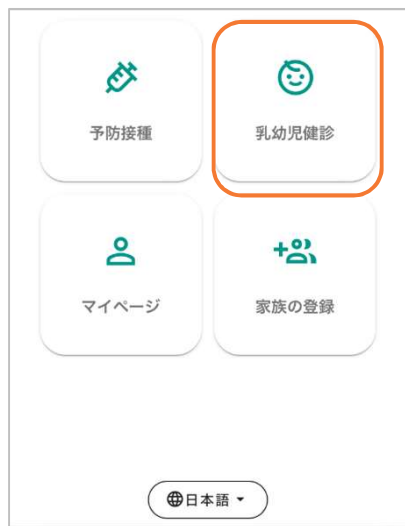 予防接種
乳幼児健診
マイページ
家族の登録
日本語